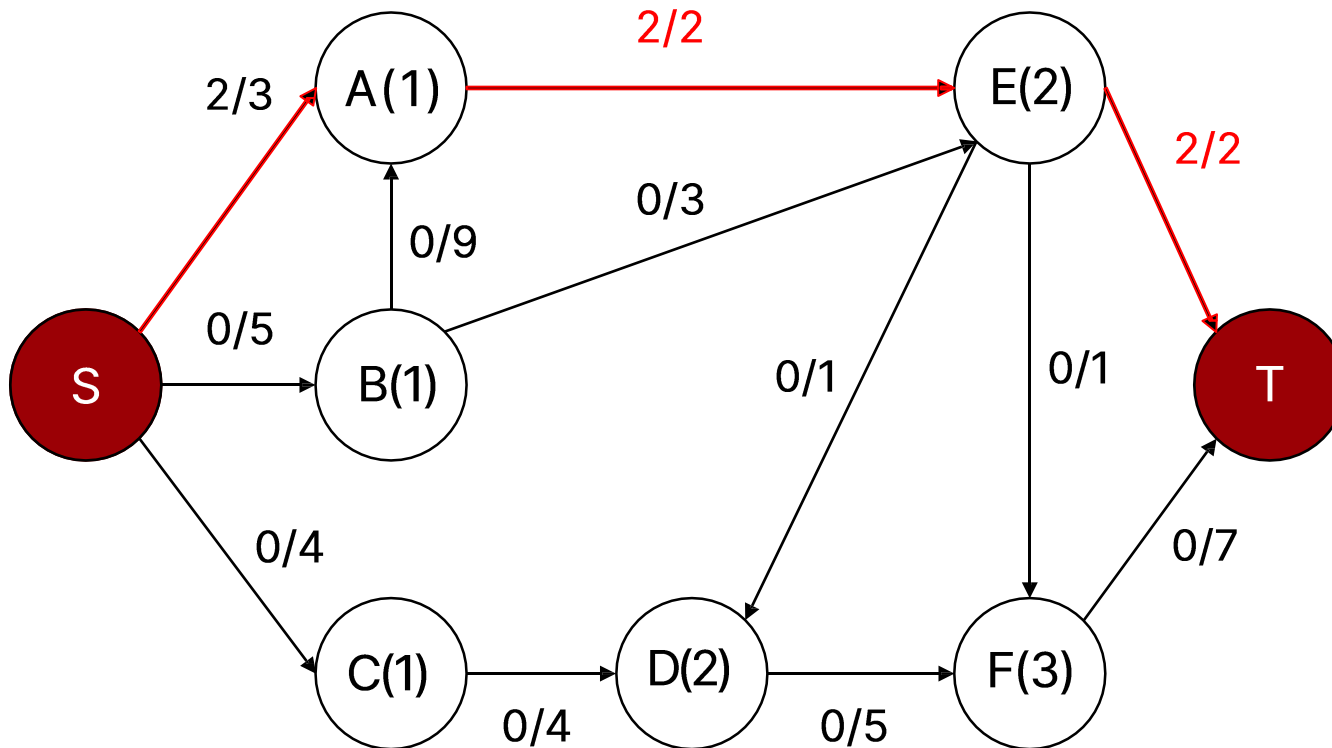 2/2
A(1)
E(2)
2/3
2/2
0/3
0/9
0/5
S
B(1)
0/1
0/1
T
0/4
0/7
C(1)
D(2)
F(3)
0/4
0/5